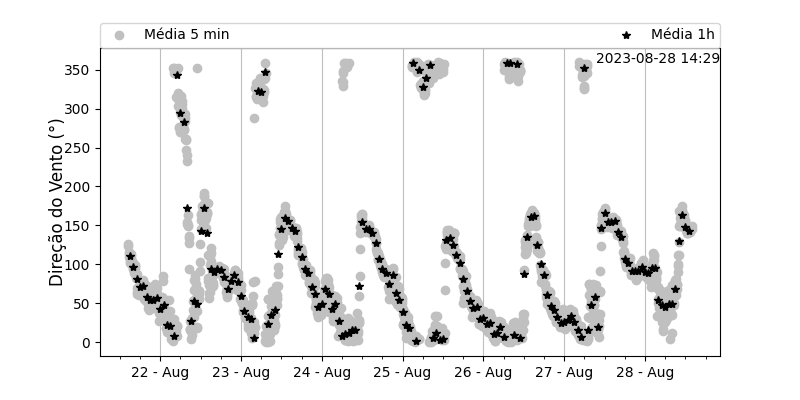 Média 5 min
Média 1h
2023-08-28 14:29
Direção do Vento (°)
350
300
250
200
150
100
50
0
22 - Aug
23 - Aug
24 - Aug
25 - Aug
26 - Aug
27 - Aug
28 - Aug